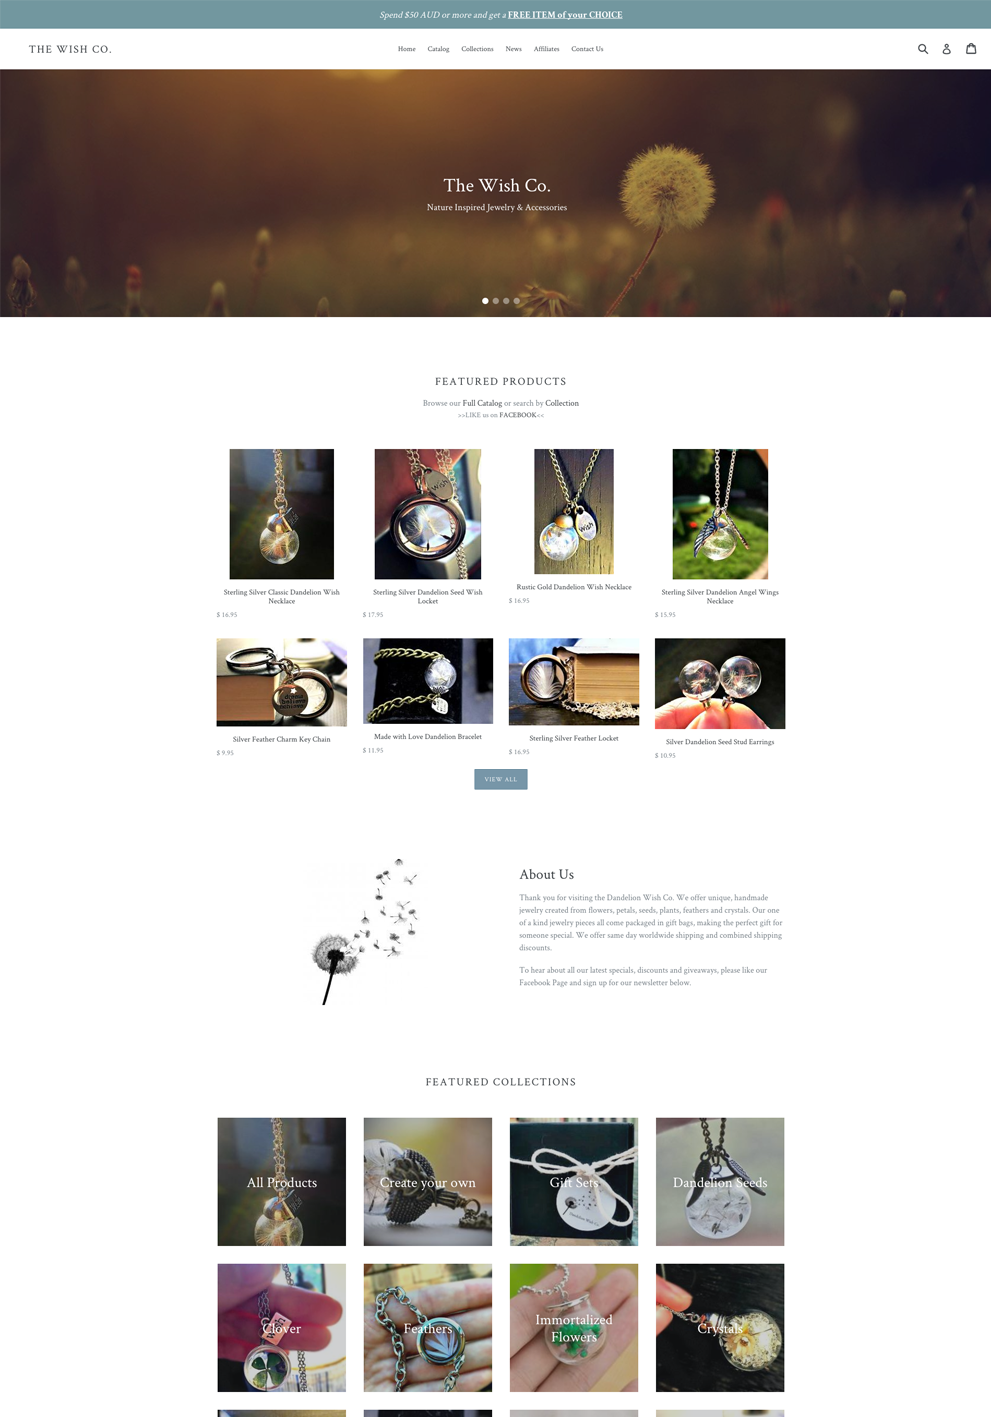 Spend $50 AUD or more and get a FREE ITEM of your CHOICE
THE WISH CO.
Home Catalog Collections News Affiliates Contact Us
The Wish Co.
Nature Inspired Jewelry & Accessories
FEATURED PRODUCTS
Browse our Full Catalog or search by Collection
>>LIKE us on FACEBOOK<<
Wish
Wish
Sterling Silver Classic Dandelion Wish
Necklace
$ 16.95
Sterling Silver Dandelion Seed Wish
Locket
$ 17.95
Rustic Gold Dandelion Wish Necklace
$ 16.95
Sterling Silver Dandelion Angel Wings
Necklace
$ 15.95
Silver Feather Charm Key Chain
$ 9.95
Made with Love Dandelion Bracelet
$ 11.95
Sterling Silver Feather Locket
$ 16.95
Silver Dandelion Seed Stud Earrings
$ 10.95
VIEW ALL
About Us
Thank you for visiting the Dandelion Wish Co. We offer unique, handmade
jewelry created from flowers, petals, seeds, plants, feathers and crystals. Our one
of a kind jewelry pieces all come packaged in gift bags, making the perfect gift for
someone special. We offer same day worldwide shipping and combined shipping
discounts.
To hear about all our latest specials, discounts and giveaways, please like our
Facebook Page and sign up for our newsletter below.
FEATURED COLLECTIONS
All Products
Create your own
Gift Sets
Dandelion Seeds
Clover
Feathers
Immortalized
Flowers
Crystals